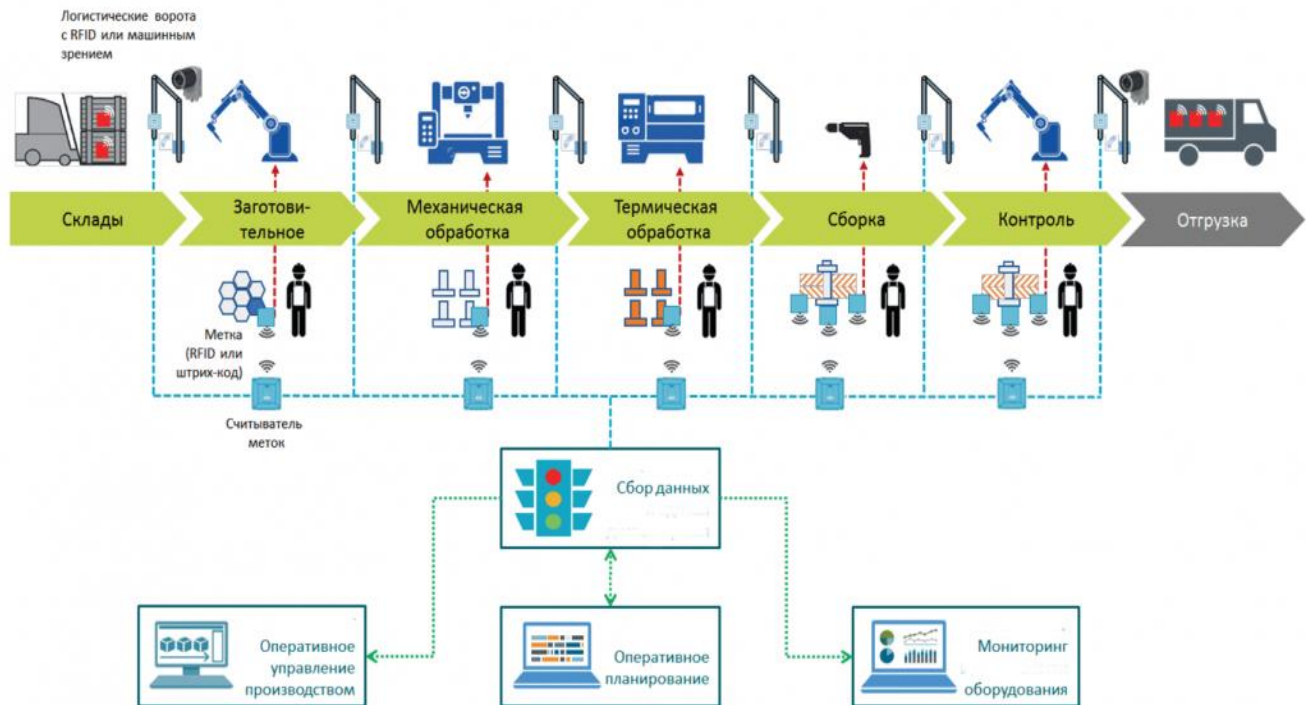 Логистические ворота
с RFID или машинным
зрением
Склады
Заготови-
тельное
Механическая
обработка
Термическая
обработка
Сборка
Контроль
Отгрузка
Метка
(RFID или
штрих-код)
Считыватель
меток
Сбор данных
Оперативное
управление
производством
Оперативное
планирование
Мониторинг
оборудования